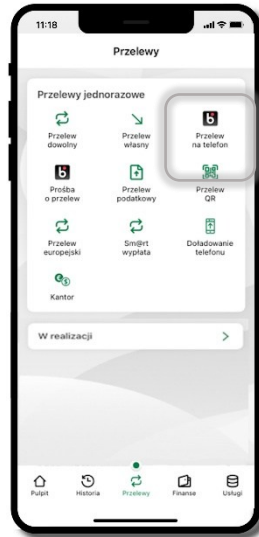 11:18
Przelewy
Przelewy jednorazowe
Przelew
dowolny
Przelew
własny
b
Przelew
na telefon
b
Prośba
o przelew
Przelew
podatkowy
Przelew
QR
Przelew
europejski
Sm@rt
wypłata
Doładowanie
telefonu
Kantor
W realizacji
Pulpit Historia Przelewy Finanse Usługi